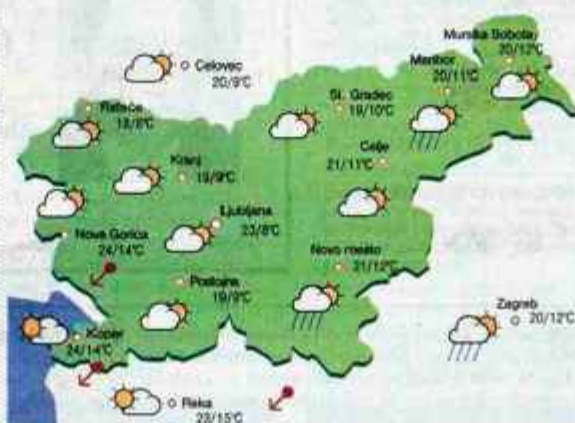 Murska Sobota
20/12°C
Celovec
20/9°C
Maribor
20/11°C
Rateče
18/8°C
Sl. Gradec
19/10°C
Celje
21/11°C
Kranj
19/9°C
Ljubljana
23/8°C
Nova Gorica
24/14°C
Novo mesto
21/12°C
Postojna
19/9°C
Zagreb
20/12°C
Koper
24/14°C
Reka
23/15°C